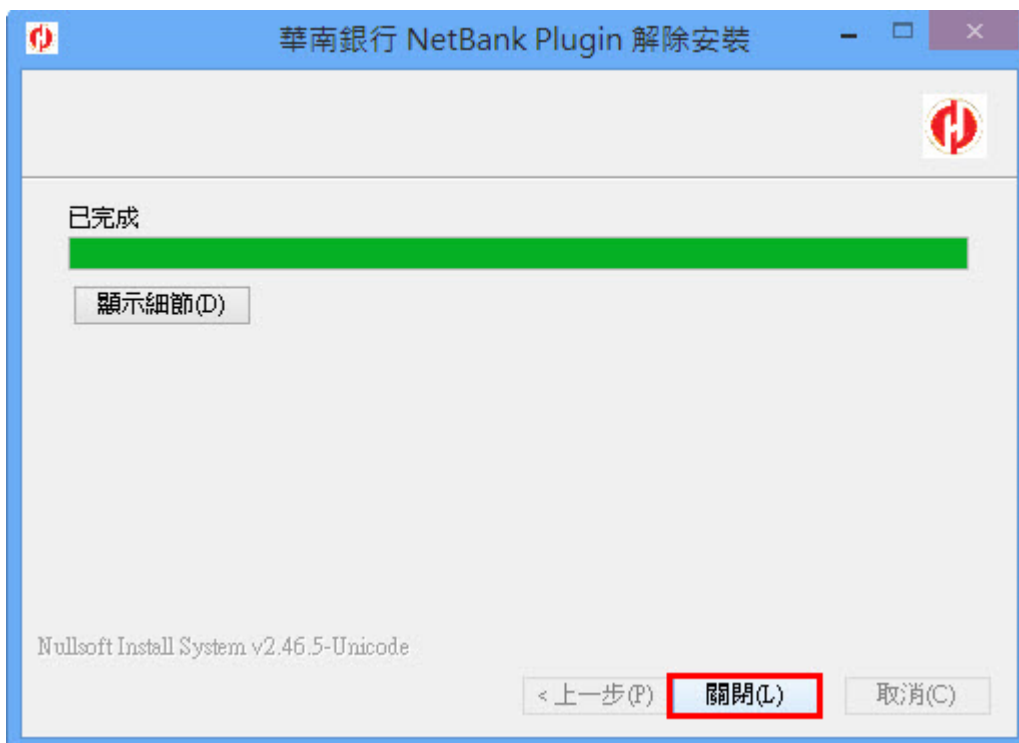 華南銀行 NetBank Plugin 解除安裝
已完成
顯示細節(D)
Nullsoft Install System v2.46.5-Unicode
< 上一步(P) 關閉(L) 取消(C)